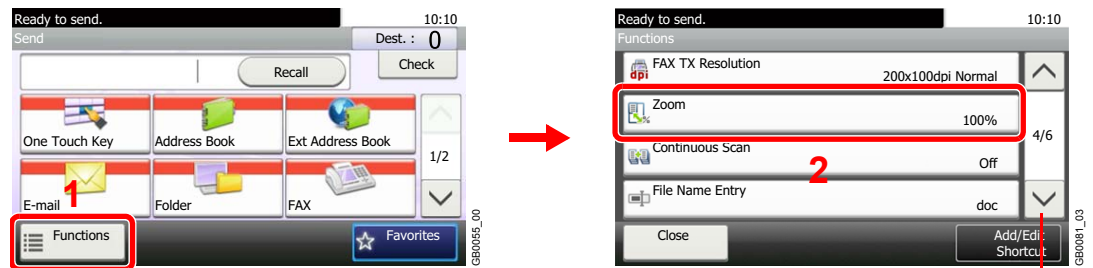 Ready to send.
10:10
Send
Dest. : 0
Recall
Check
One Touch Key
Address Book
Ext Address Book
1/2
1
E-mail
Folder
FAX
Functions
Favorites
GB0055_00
Ready to send.
10:10
Functions
FAX TX Resolution
dpi
200x100dpi Normal
Zoom
%
100%
4/6
Continuous Scan
2
Off
File Name Entry
doc
Close
Add/Edit
Shortcut
GB0081_03